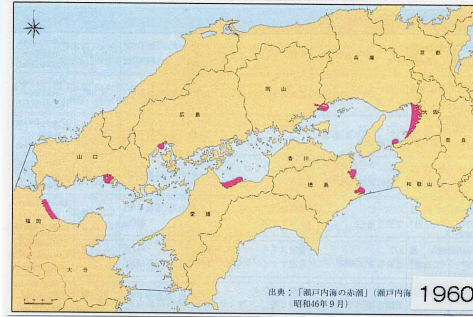 兵庫
京都
岡山
広島
大阪
奈良
山口
香川
徳島
和歌山
愛媛
福岡
大分
出典：「瀬戸内海の赤潮」（瀬戸内海
昭和46年9月）
1960